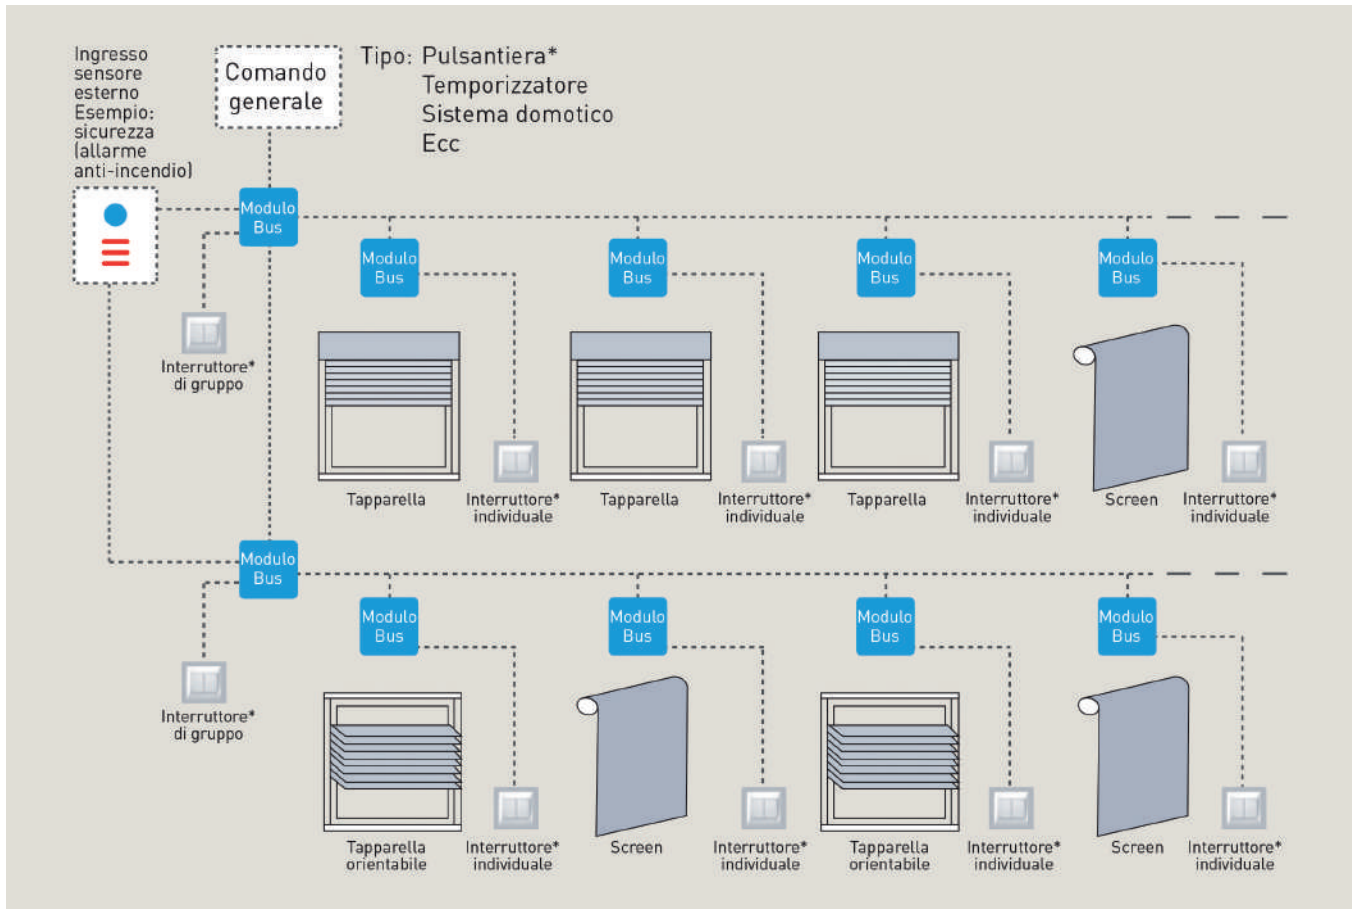 Ingresso
sensore
esterno
Esempio:
sicurezza
(allarme
anti-incendio)
Comando
generale
Tipo: Pulsantiera*
Temporizzatore
Sistema domotico
Ecc
Modulo
Bus
Modulo
Bus
Modulo
Bus
Modulo
Bus
Modulo
Bus
Interruttore*
di gruppo
Tapparella
Interruttore*
individuale
Tapparella
Interruttore*
individuale
Tapparella
Interruttore*
individuale
Screen
Interruttore*
individuale
Modulo
Bus
Modulo
Bus
Modulo
Bus
Modulo
Bus
Modulo
Bus
Interruttore*
di gruppo
Tapparella
orientabile
Interruttore*
individuale
Screen
Interruttore*
individuale
Tapparella
orientabile
Interruttore*
individuale
Screen
Interruttore*
individuale